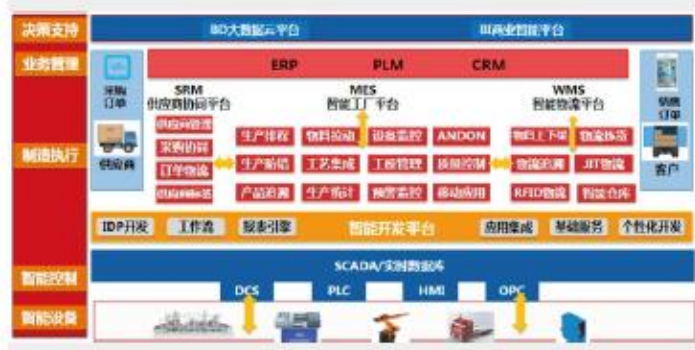 决策支持
BD大数据云平台
BI商业智能平台
业务管理
ERP PLM CRM
采购
订单
供应商
SRM
供应商协同平台
MES
智能工厂平台
WMS
智能物流平台
销售
订单
客户
制造执行
供应商管理
采购协同
订单物流
供应商标签
生产排程 物料拉动 设备监控 ANDON
生产防错 工艺集成 工废管理 质量控制
产品追溯 生产统计 预警监控 移动应用
物料上下架 物流拣货
物流追溯 JIT物流
RFID物流 智能仓库
IDP开发 工作流 报表引擎 智能开发平台 应用集成 基础服务 个性化开发
智能控制
SCADA/实时数据库
DCS PLC HMI OPC
智能设备